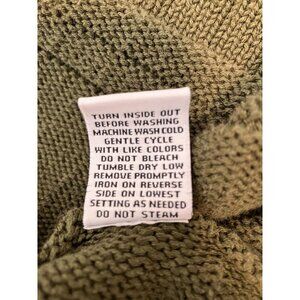 TURN INSIDE OUT
BEFORE WASHING
MACHINE WASH COLD
GENTLE CYCLE
WITH LIKE COLORS
DO NOT BLEACH
TUMBLE DRY LOW
REMOVE PROMPTLY
IRON ON REVERSE
SIDE ON LOWEST
SETTING AS NEEDED
DO NOT STEAM